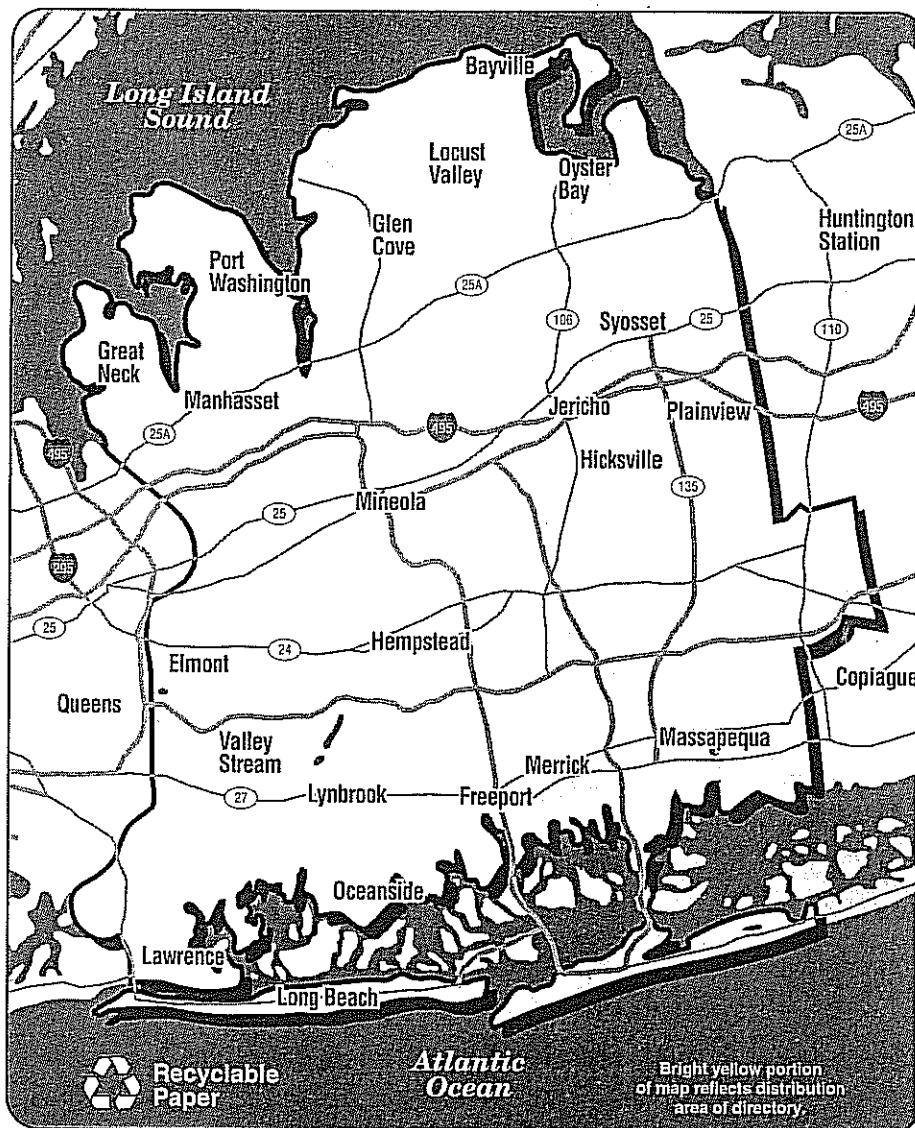 Bayville
Long Island
Sound
25A
Locust
Valley
Oyster
Bay
Glen
Cove
Huntington
Station
Port
Washington
25A
106
Syosset
25
110
Great
Neck
Manhasset
Jericho
Plainview
495
25A
495
495
Hicksville
135
Mineola
25
295
25
24
Hempstead
Elmont
Copiague
Queens
Valley
Stream
Massapequa
Merrick
27
Lynbrook
Freeport
Oceanside
Lawrence
Long Beach
Recyclable
Paper
Atlantic
Ocean
Bright yellow portion
of map reflects distribution
area of directory.